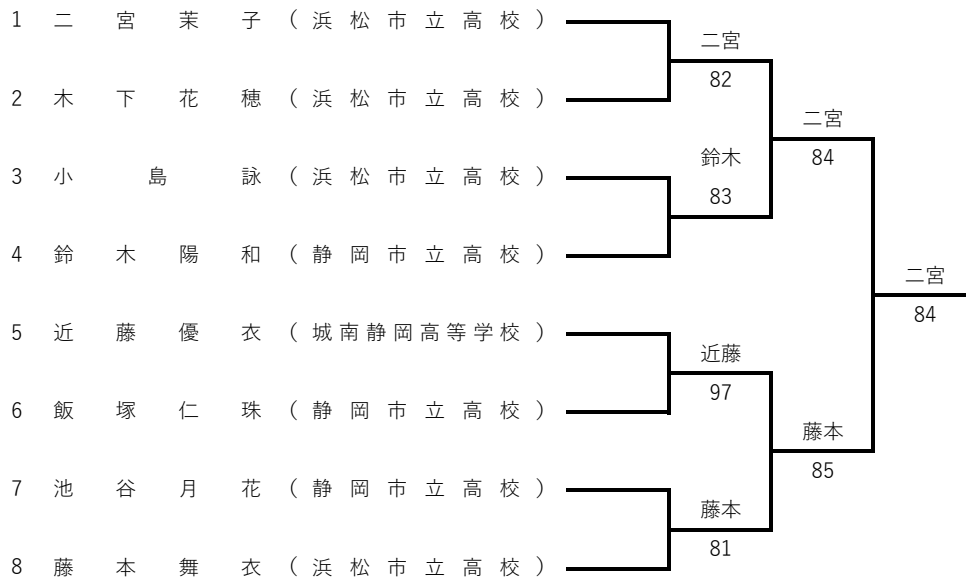 1 二宮茉子(浜松市立高校)
二宮
82
2 木下花穂(浜松市立高校)
二宮
84
鈴木
83
3 小島詠(浜松市立高校)
4 鈴木陽和(静岡市立高校)
二宮
84
5 近藤優衣(城南静岡高等学校)
近藤
97
6 飯塚仁珠(静岡市立高校)
藤本
85
7 池谷月花(静岡市立高校)
藤本
81
8 藤本舞衣(浜松市立高校)